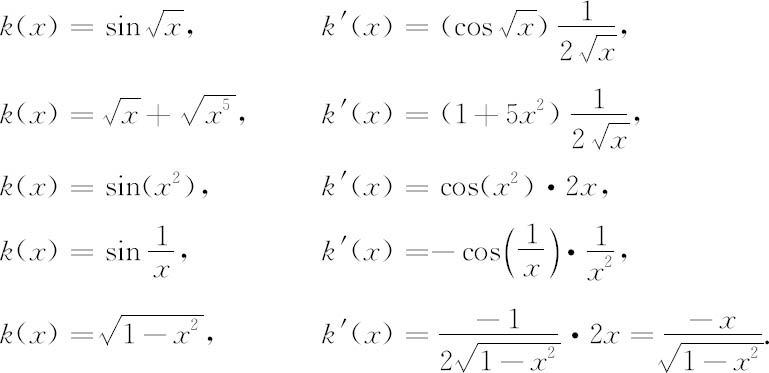 k(x) = sin√x, k′(x) = (cos√x) 1/(2√x),
k(x) = √x + √(x⁵), k′(x) = (1 + 5x²) 1/(2√x),
k(x) = sin(x²), k′(x) = cos(x²) · 2x,
k(x) = sin 1/x, k′(x) = − cos(1/x) · 1/x²,
k(x) = √(1 − x²), k′(x) = −1/(2√(1 − x²)) · 2x = −x/√(1 − x²).